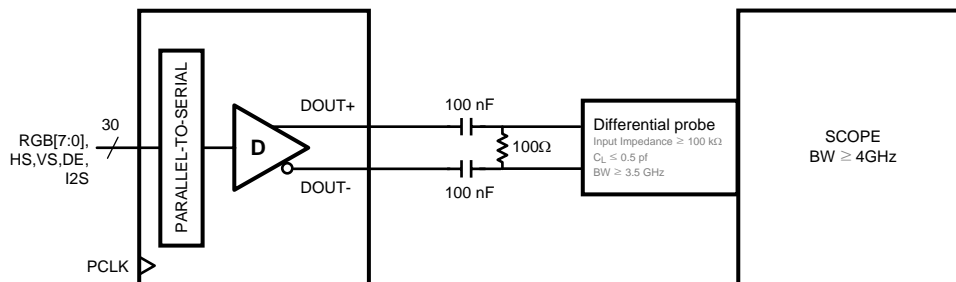 30
RGB[7:0],
HS,VS,DE,
I2S
PCLK
PARALLEL-TO-SERIAL
D
DOUT+
DOUT-
100 nF
100Ω
100 nF
Differential probe
Input Impedance ≥ 100 kΩ
CL ≤ 0.5 pf
BW ≥ 3.5 GHz
SCOPE
BW ≥ 4GHz